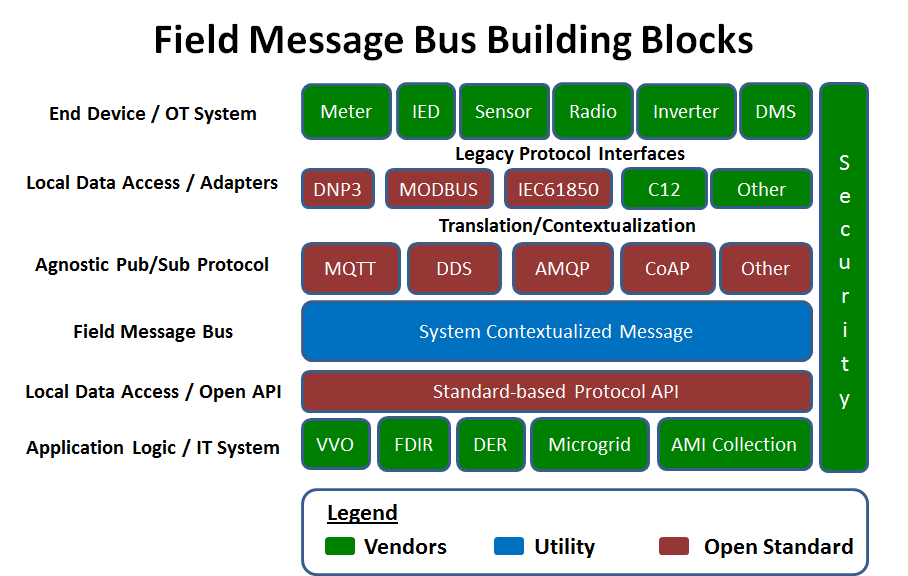 Field Message Bus Building Blocks
End Device / OT System
Meter
IED
Sensor
Radio
Inverter
DMS
Legacy Protocol Interfaces
Local Data Access / Adapters
DNP3
MODBUS
IEC61850
C12
Other
Translation/Contextualization
Agnostic Pub/Sub Protocol
MQTT
DDS
AMQP
CoAP
Other
Field Message Bus
System Contextualized Message
Local Data Access / Open API
Standard-based Protocol API
Application Logic / IT System
VVO
FDIR
DER
Microgrid
AMI Collection
Security
Legend
Vendors
Utility
Open Standard